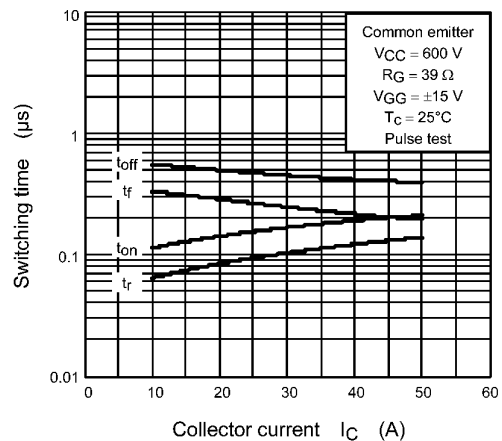 10
Common emitter
VCC = 600 V
RG = 39 Ω
VGG = ±15 V
Tc = 25°C
Pulse test
Switching time (μs)
1
toff
tf
0.1
ton
tr
0.01
0 10 20 30 40 50 60
Collector current IC (A)